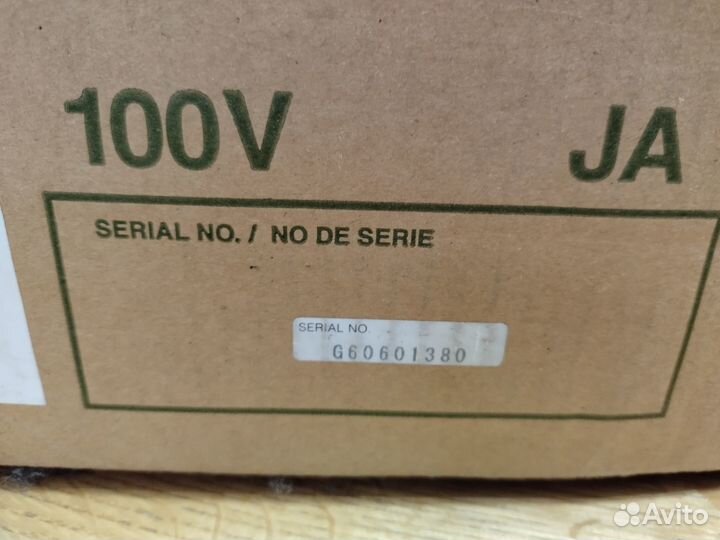 100V JA
SERIAL NO. / NO DE SERIE
SERIAL NO.
G60601380
Avito